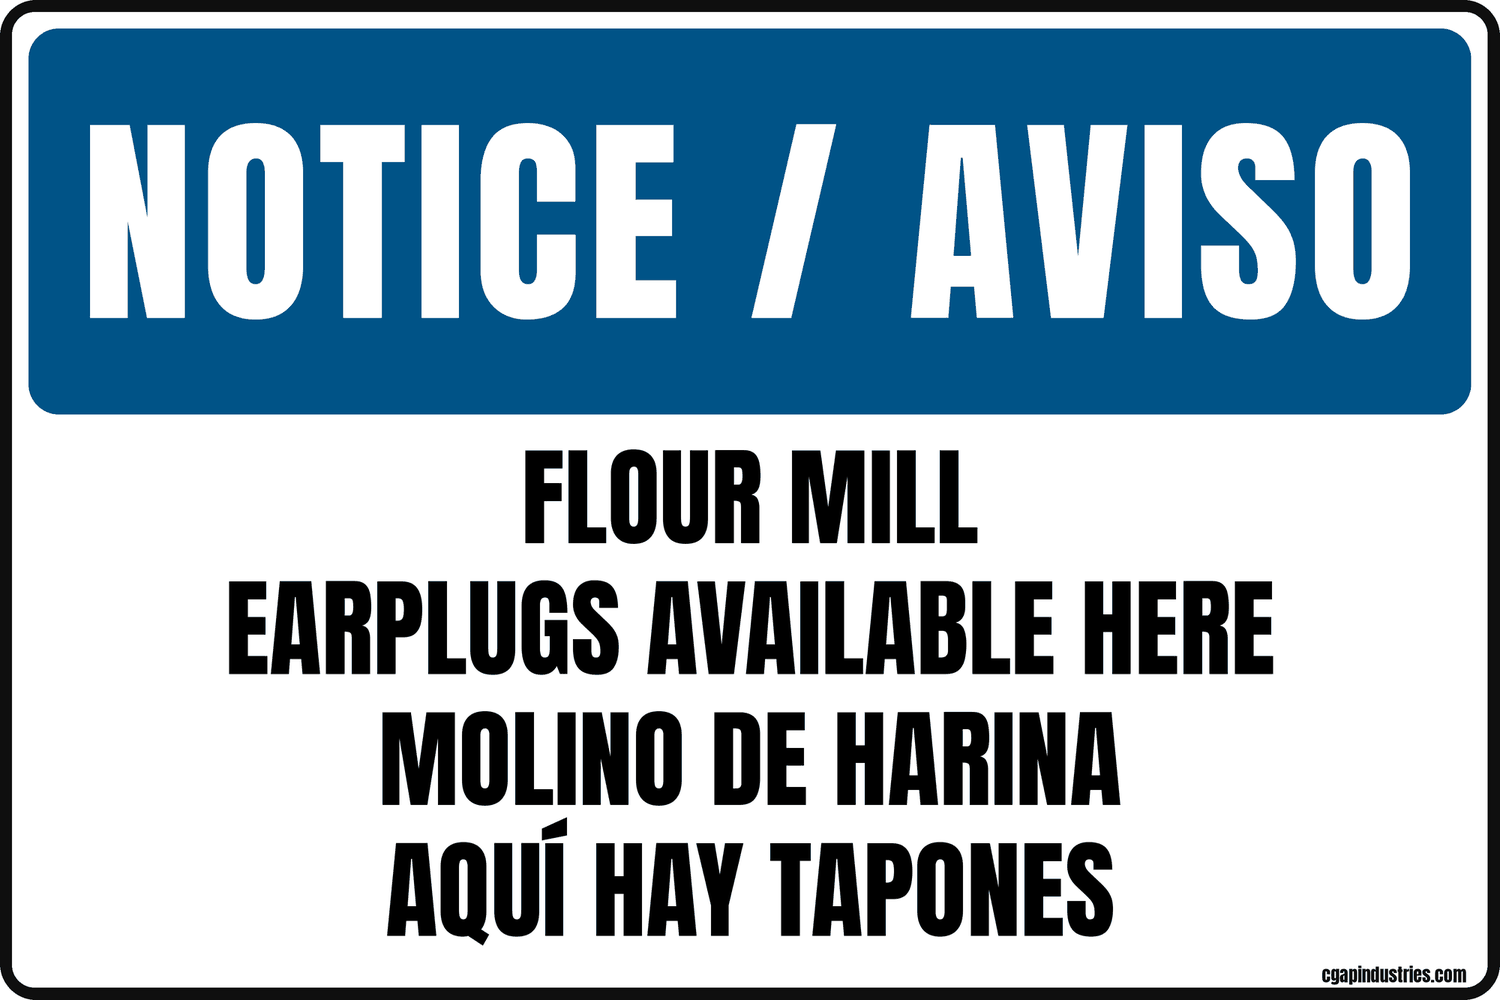 NOTICE / AVISO
FLOUR MILL
EARPLUGS AVAILABLE HERE
MOLINO DE HARINA
AQUÍ HAY TAPONES
cgapindustries.com